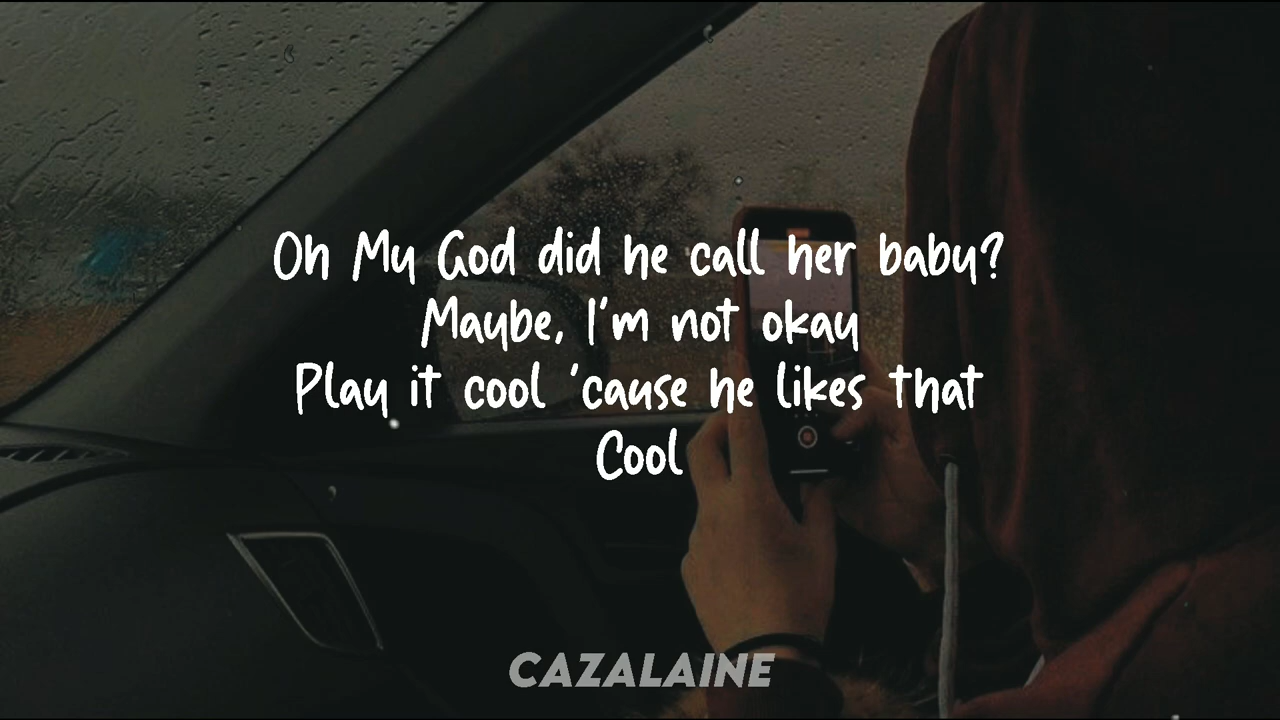 Oh My God did he call her baby?
Maybe, I'm not okay
Play it cool 'cause he likes that
Cool
CAZALAINE